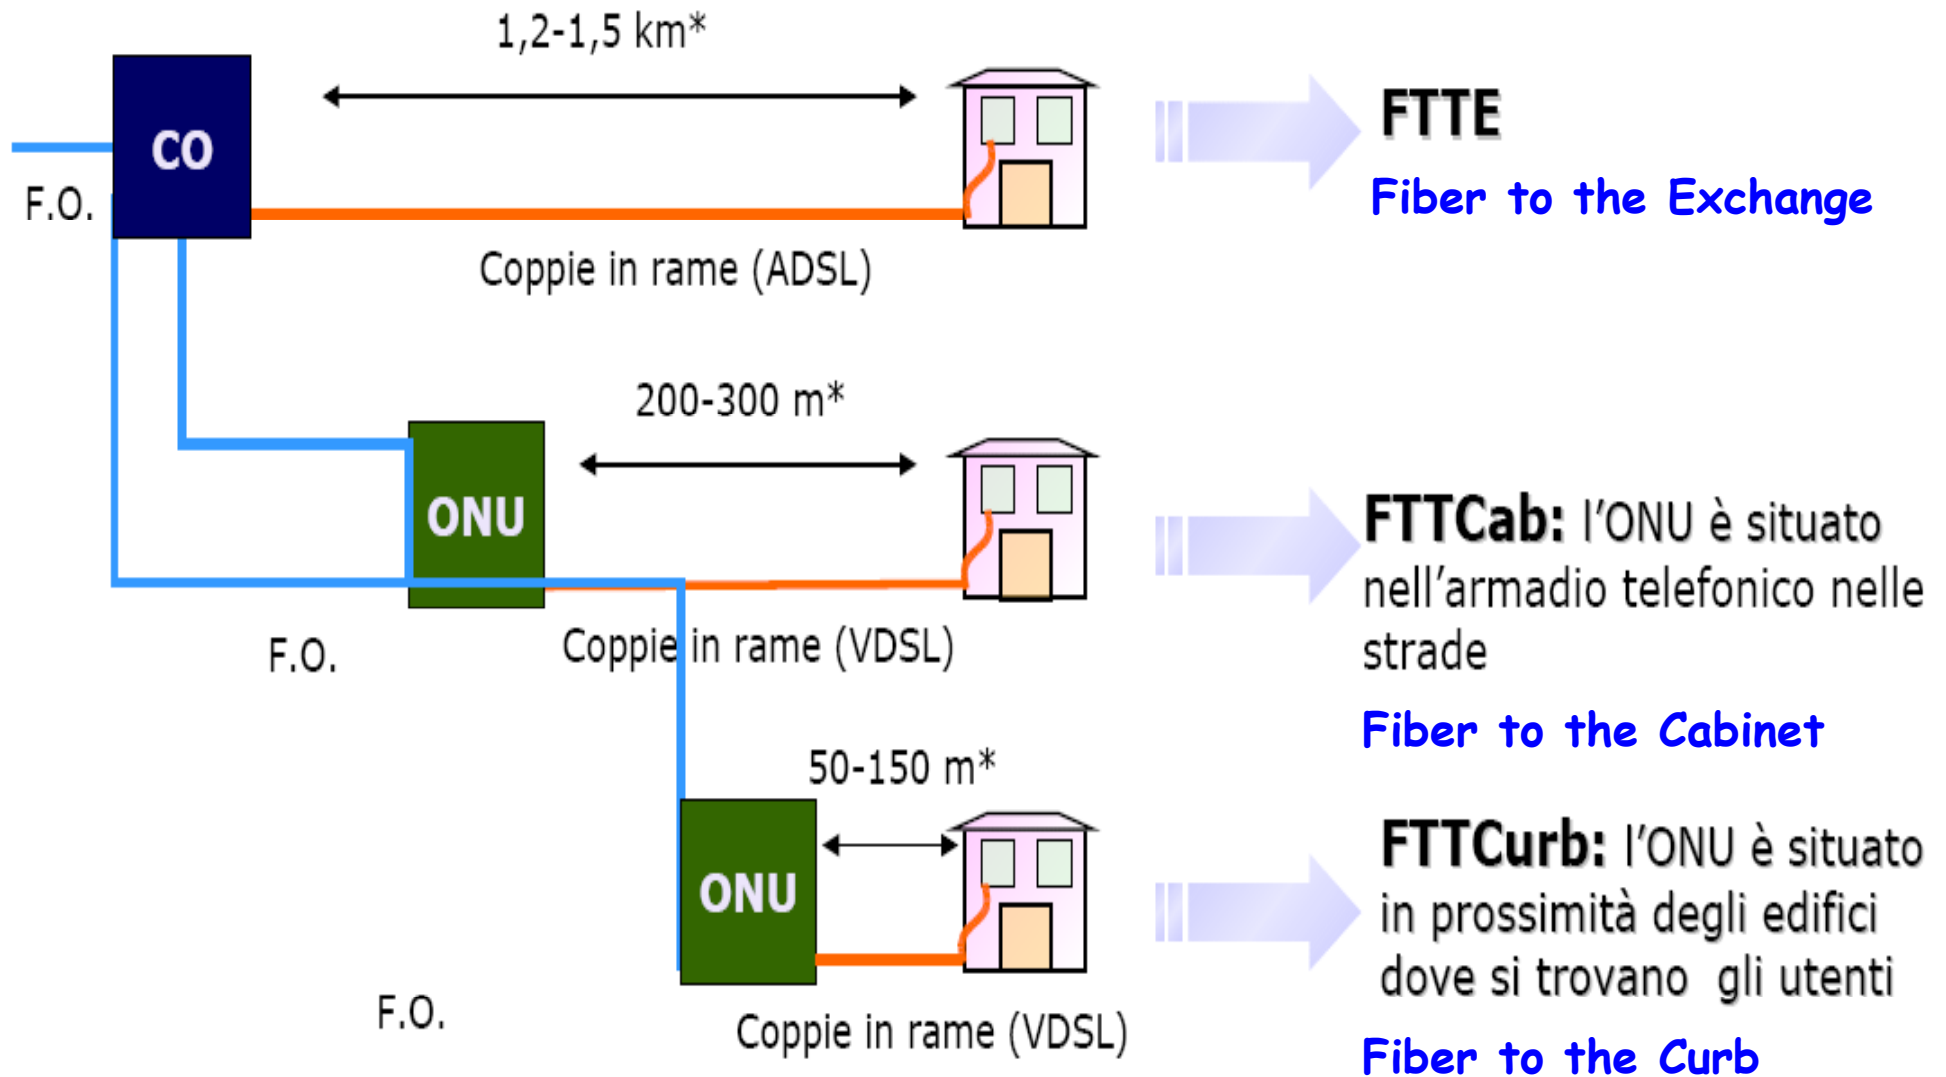 1,2-1,5 km*
CO
F.O.
Coppie in rame (ADSL)
FTTE
Fiber to the Exchange
200-300 m*
ONU
F.O.
Coppie in rame (VDSL)
FTTCab: l'ONU è situato
nell'armadio telefonico nelle
strade
Fiber to the Cabinet
50-150 m*
ONU
F.O.
Coppie in rame (VDSL)
FTTCurb: l'ONU è situato
in prossimità degli edifici
dove si trovano gli utenti
Fiber to the Curb